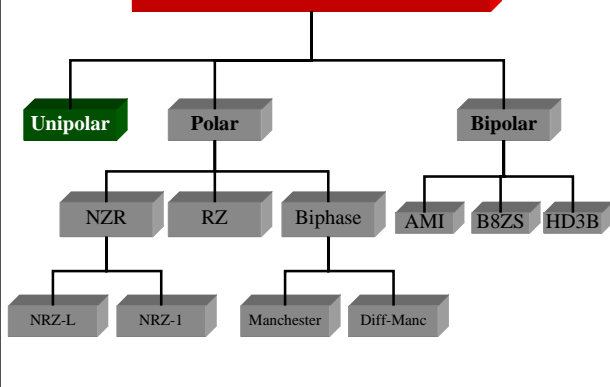 Unipolar
Polar
Bipolar
NZR
RZ
Biphase
AMI
B8ZS
HD3B
NRZ-L
NRZ-1
Manchester
Diff-Manc